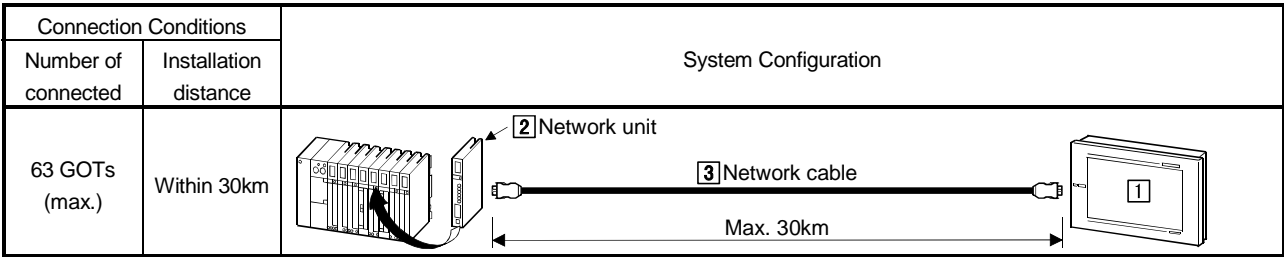 Connection Conditions
Number of
connected
Installation
distance
System Configuration
63 GOTs
(max.)
Within 30km
2 Network unit
3 Network cable
1
Max. 30km